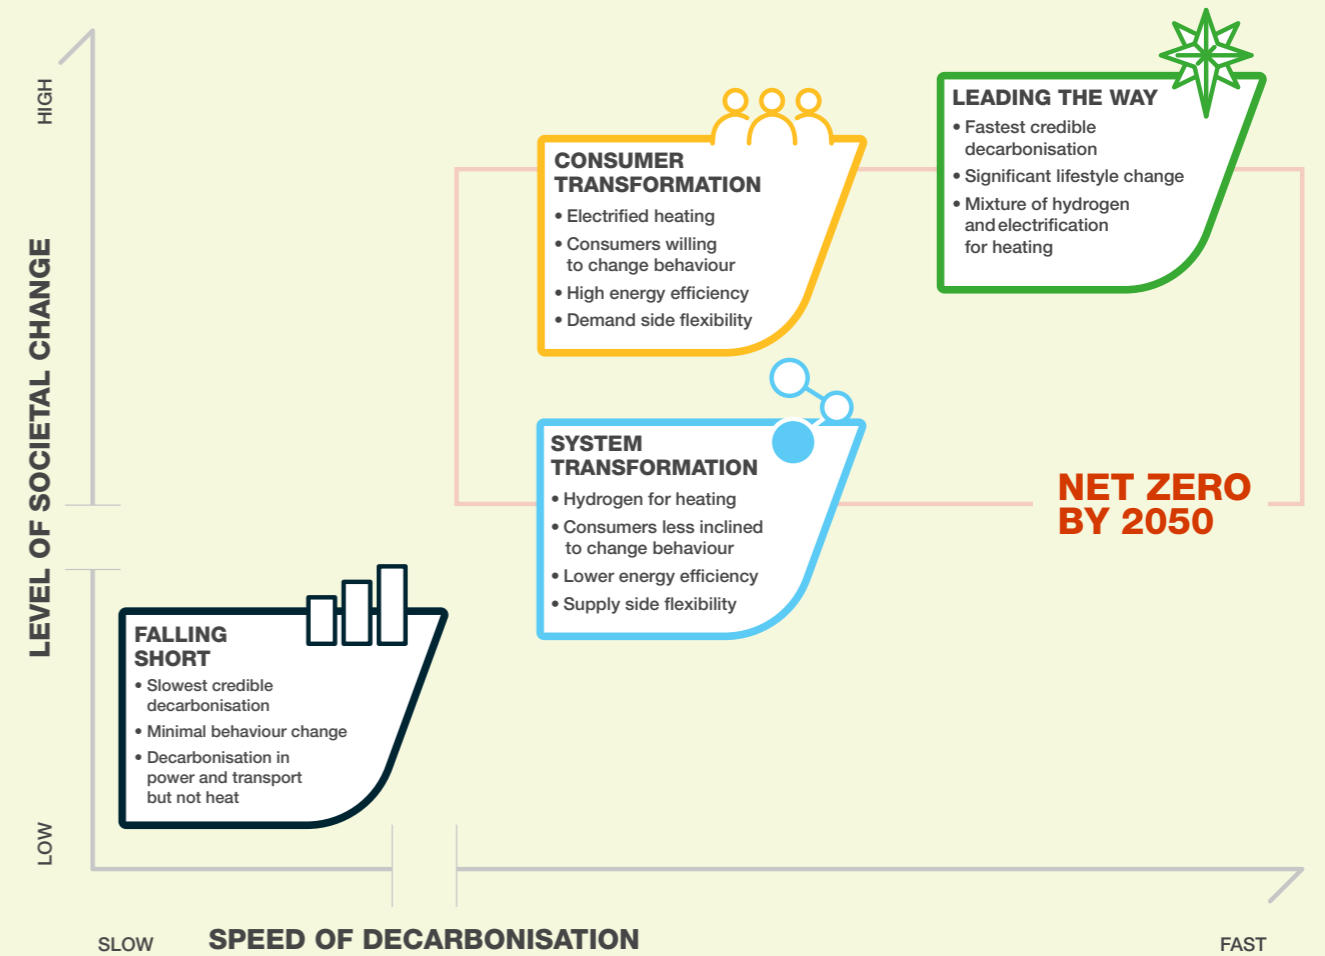 HIGH
LEVEL OF SOCIETAL CHANGE
LOW
LEADING THE WAY
• Fastest credible
decarbonisation
• Significant lifestyle change
• Mixture of hydrogen
and electrification
for heating
CONSUMER
TRANSFORMATION
• Electrified heating
• Consumers willing
to change behaviour
• High energy efficiency
• Demand side flexibility
SYSTEM
TRANSFORMATION
• Hydrogen for heating
• Consumers less inclined
to change behaviour
• Lower energy efficiency
• Supply side flexibility
NET ZERO
BY 2050
FALLING
SHORT
• Slowest credible
decarbonisation
• Minimal behaviour change
• Decarbonisation in
power and transport
but not heat
SLOW
SPEED OF DECARBONISATION
FAST